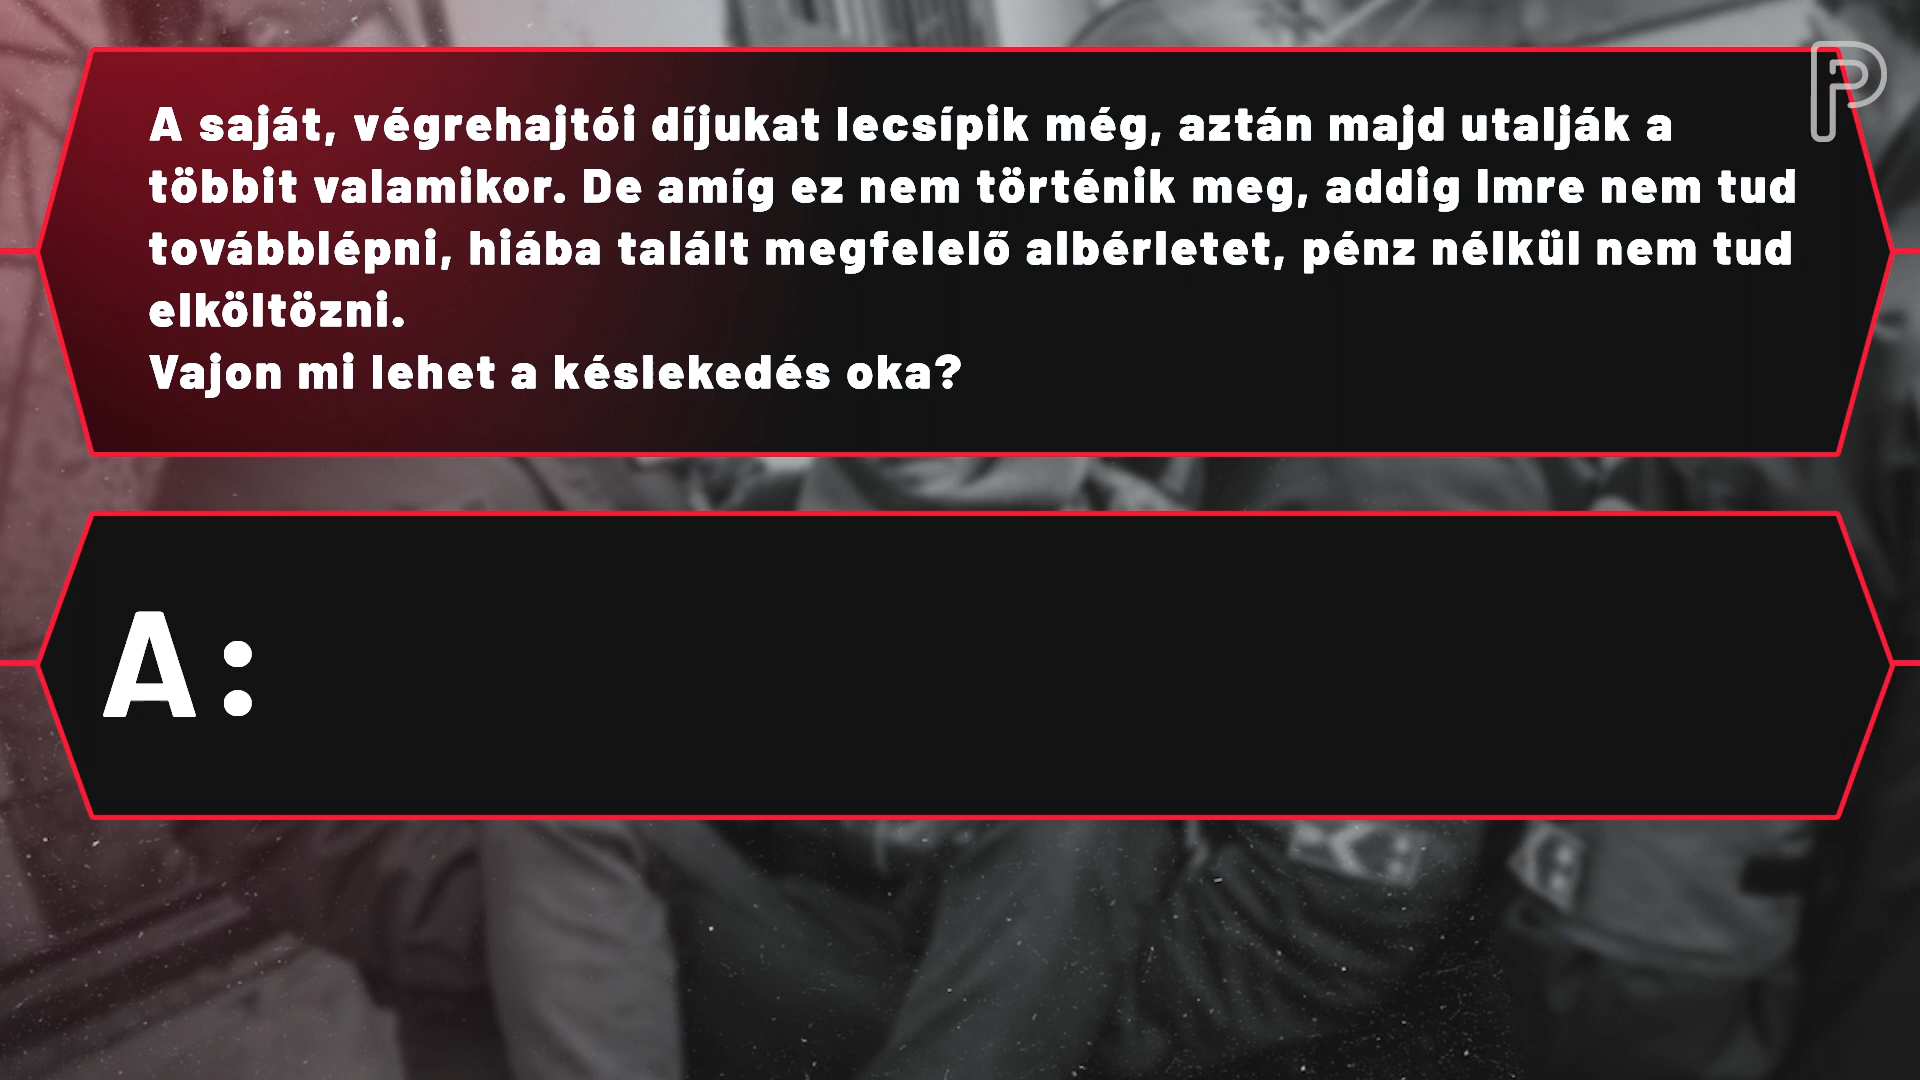 A saját, végrehajtói díjukat lecsípik még, aztán majd utalják a
többit valamikor. De amíg ez nem történik meg, addig Imre nem tud
továbblépni, hiába talált megfelelő albérletet, pénz nélkül nem tud
elköltözni.
Vajon mi lehet a késlekedés oka?
P
A: